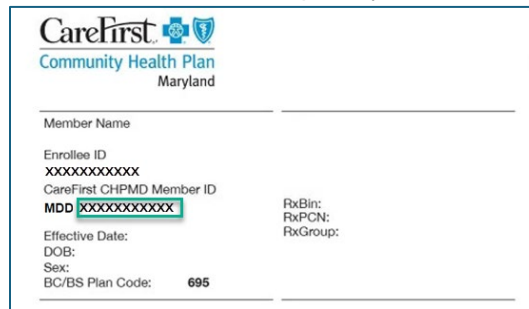 CareFirst.
Community Health Plan
Maryland
Member Name
Enrollee ID
XXXXXXXXXXX
CareFirst CHPMD Member ID
MDD XXXXXXXXXXX
Effective Date:
DOB:
Sex:
BC/BS Plan Code: 695
RxBin:
RxPCN:
RxGroup: